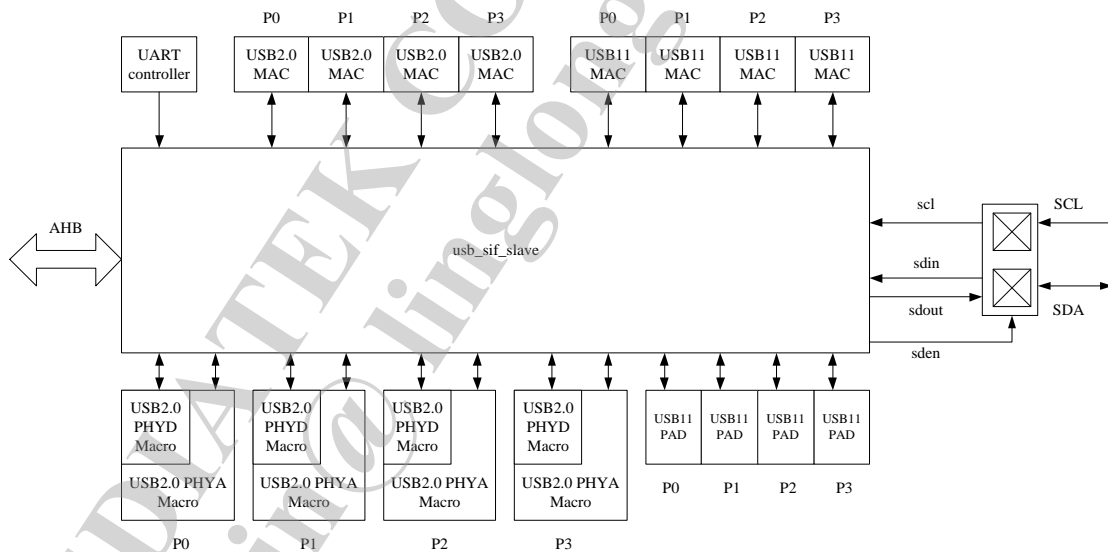 P0 P1 P2 P3 P0 P1 P2 P3
UART controller
USB2.0 MAC
USB2.0 MAC
USB2.0 MAC
USB2.0 MAC
USB11 MAC
USB11 MAC
USB11 MAC
USB11 MAC
AHB
usb_sif_slave
scl
SCL
sdin
sdout
SDA
sden
USB2.0 PHYD Macro
USB2.0 PHYA Macro
USB2.0 PHYD Macro
USB2.0 PHYA Macro
USB2.0 PHYD Macro
USB2.0 PHYA Macro
USB2.0 PHYD Macro
USB2.0 PHYA Macro
USB11 PAD
USB11 PAD
USB11 PAD
USB11 PAD
P0 P1 P2 P3
P0 P1 P2 P3
DIATEK CO
in@ linglong